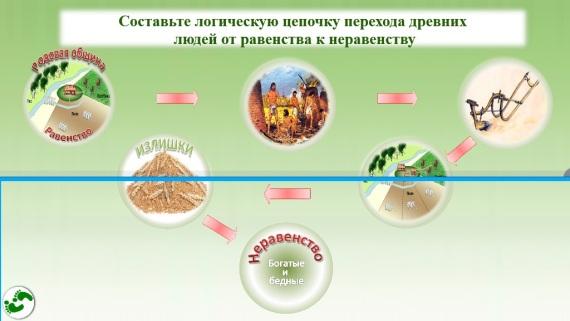 Составьте логическую цепочку перехода древних
людей от равенства к неравенству
Родовая община
Равенство
ИЗЛИШКИ
Неравенство
Богатые
и
бедные